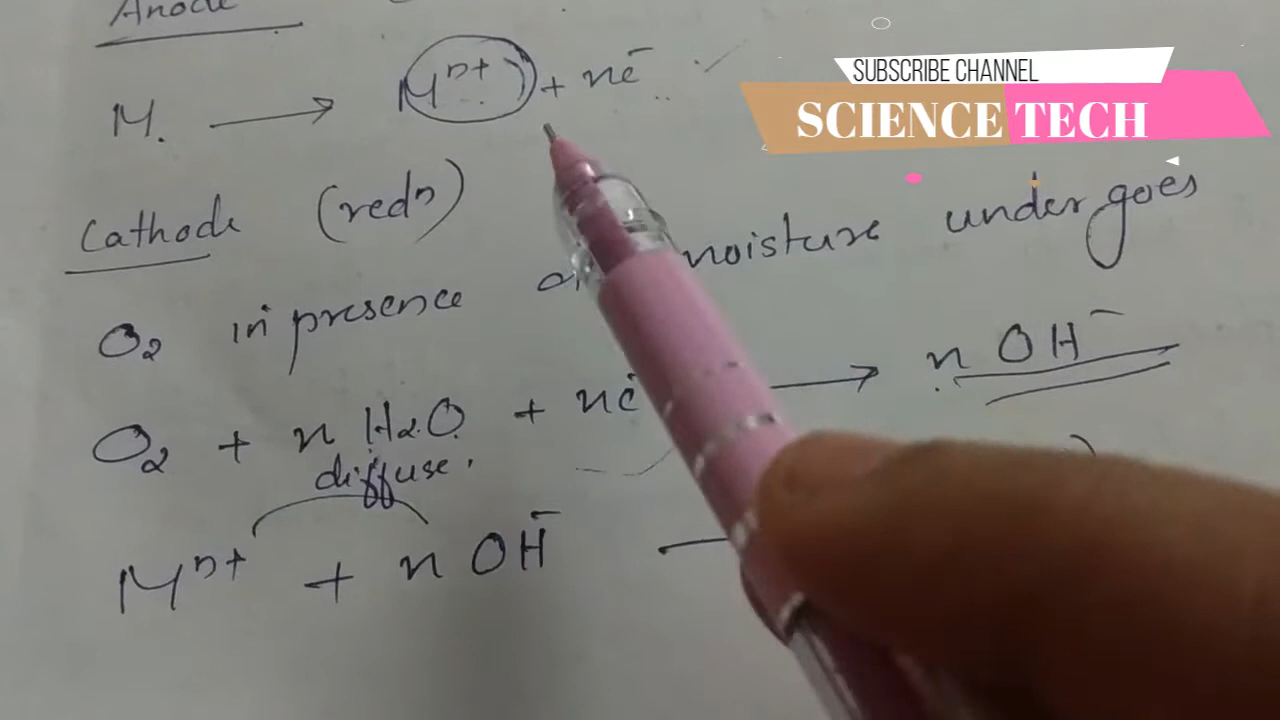 Anode
M. → Mⁿ⁺ + ne⁻
SUBSCRIBE CHANNEL
SCIENCE TECH
Cathode (redⁿ)
O₂ in presence moisture undergoes
O₂ + n H₂O + ne⁻ → n OH⁻
diffuse.
Mⁿ⁺ + n OH⁻